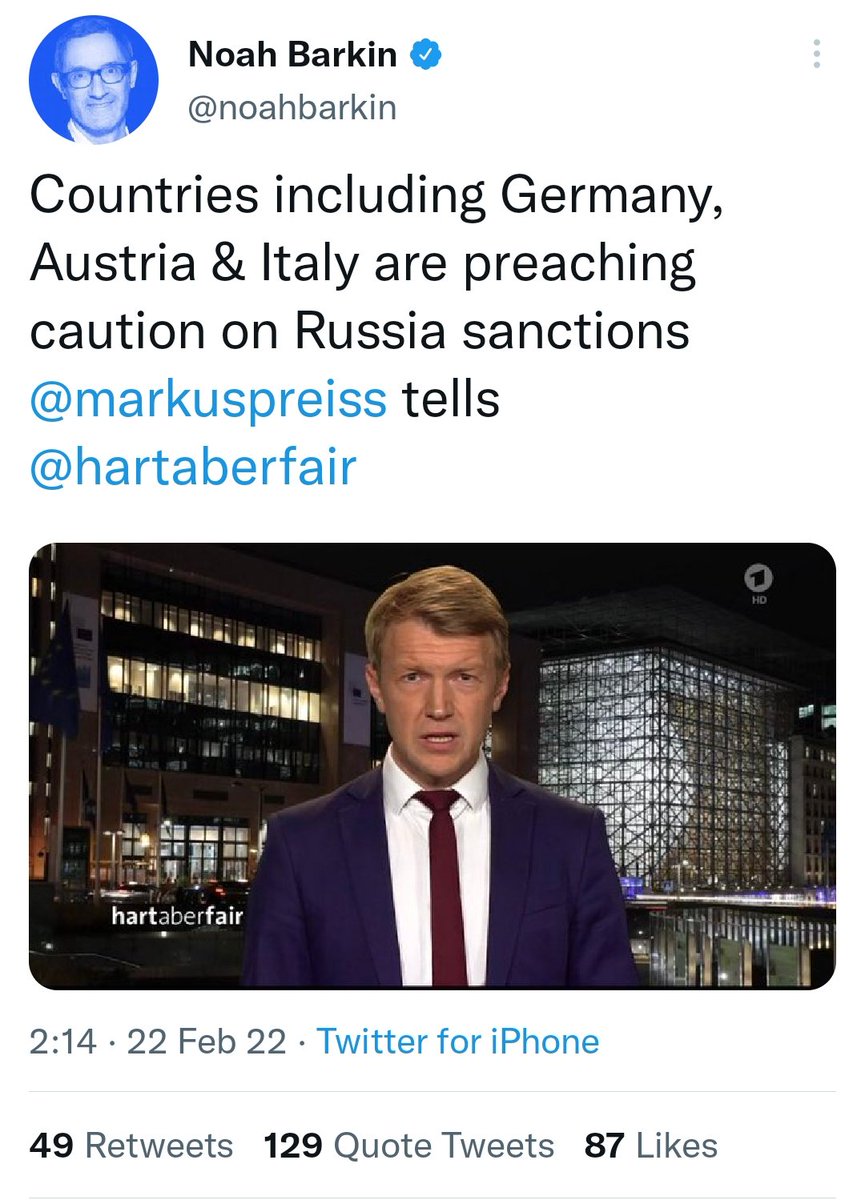 Noah Barkin
@noahbarkin
Countries including Germany,
Austria & Italy are preaching
caution on Russia sanctions
@markuspreiss tells
@hartaberfair
1
HD
hartaberfair
2:14 · 22 Feb 22 · Twitter for iPhone
49 Retweets 129 Quote Tweets 87 Likes